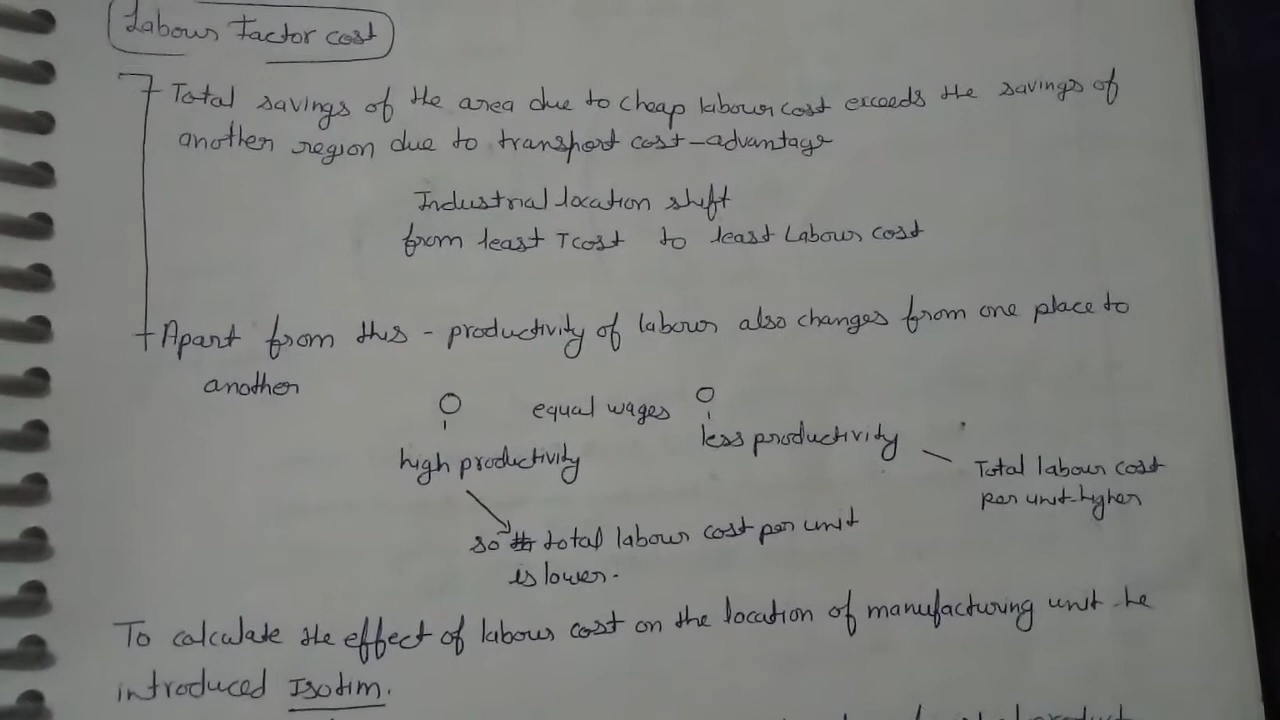 Labour Factor cost
Total savings of the area due to cheap labour cost exceeds the savings of
another region due to transport cost-advantage
Industrial location shift
from least Tcost to least Labour cost
Apart from this - productivity of labour also changes from one place to
another
equal wages
high productivity
less productivity
Total labour cost
per unit-higher
so total labour cost per unit
is lower.
To calculate the effect of labour cost on the location of manufacturing unit he
introduced Isotim.